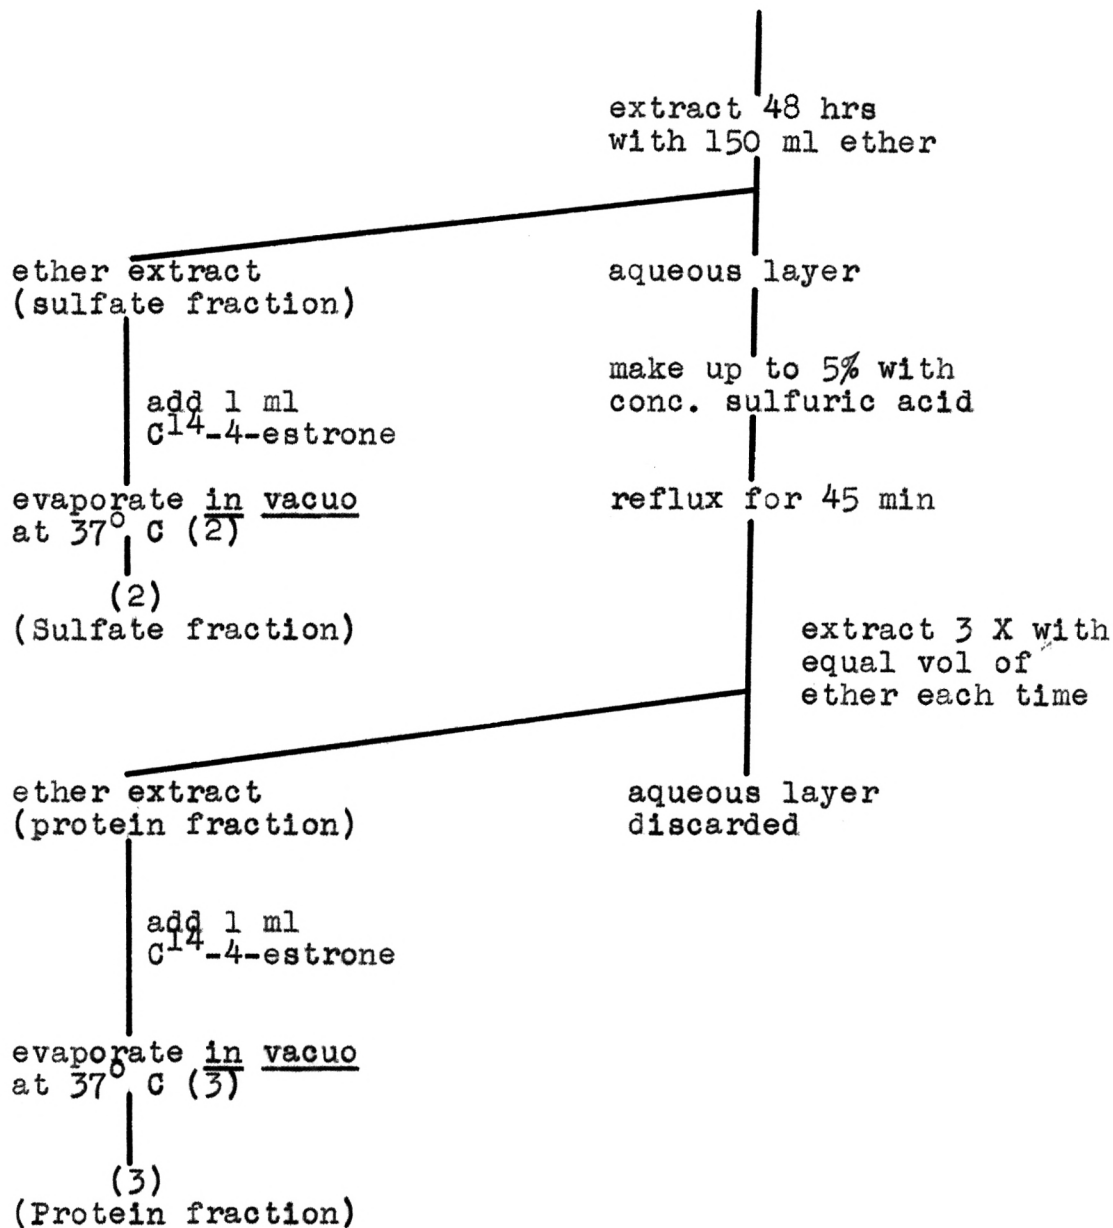 extract 48 hrs
with 150 ml ether
ether extract
(sulfate fraction)
aqueous layer
add 1 ml
C14-4-estrone
make up to 5% with
conc. sulfuric acid
evaporate in vacuo
at 37° C (2)
reflux for 45 min
(2)
(Sulfate fraction)
extract 3 X with
equal vol of
ether each time
ether extract
(protein fraction)
aqueous layer
discarded
add 1 ml
C14-4-estrone
evaporate in vacuo
at 37° C (3)
(3)
(Protein fraction)